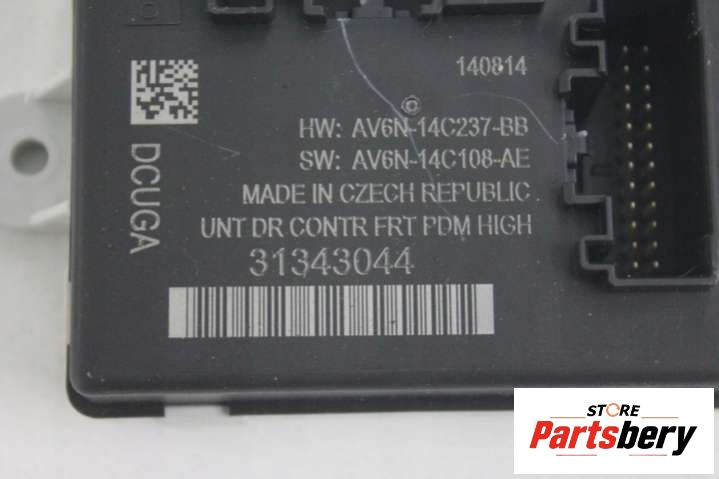 140814
HW: AV6N-14C237-BB
SW: AV6N-14C108-AE
MADE IN CZECH REPUBLIC
UNT DR CONTR FRT PDM HIGH
31343044
DCUGA
STORE
Partsbery